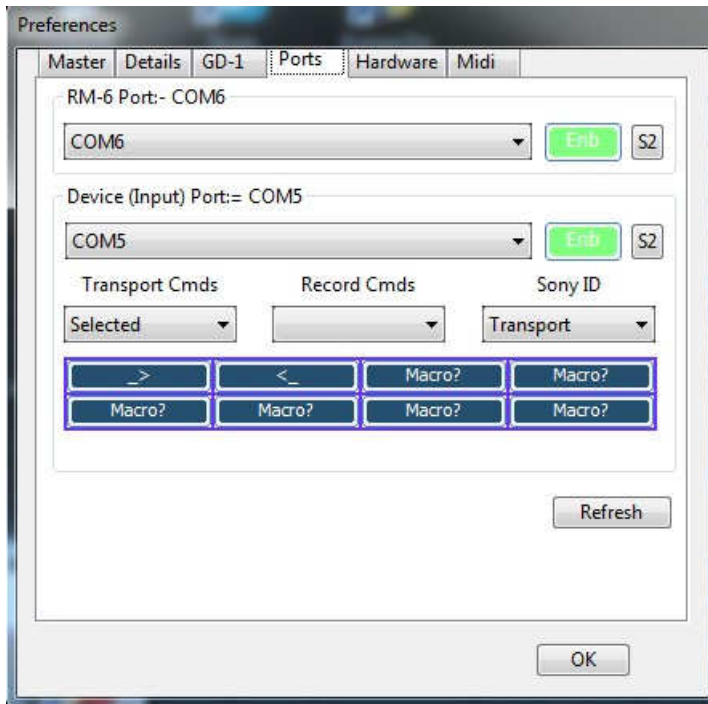 Preferences
Master Details GD-1 Ports Hardware Midi
RM-6 Port:- COM6
COM6 Enb S2
Device (Input) Port:= COM5
COM5 Enb S2
Transport Cmds Record Cmds Sony ID
Selected Transport
_> <_ Macro? Macro?
Macro? Macro? Macro? Macro?
Refresh
OK